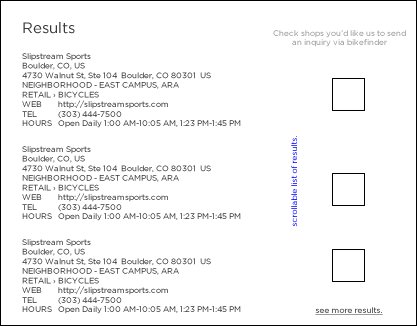 Results
Check shops you'd like us to send
an inquiry via bikefinder
Slipstream Sports
Boulder, CO, US
4730 Walnut St, Ste 104 Boulder, CO 80301 US
NEIGHBORHOOD - EAST CAMPUS, ARA
RETAIL › BICYCLES
WEB http://slipstreamsports.com
TEL (303) 444-7500
HOURS Open Daily 1:00 AM-10:05 AM, 1:23 PM-1:45 PM
scrollable list of results.
Slipstream Sports
Boulder, CO, US
4730 Walnut St, Ste 104 Boulder, CO 80301 US
NEIGHBORHOOD - EAST CAMPUS, ARA
RETAIL › BICYCLES
WEB http://slipstreamsports.com
TEL (303) 444-7500
HOURS Open Daily 1:00 AM-10:05 AM, 1:23 PM-1:45 PM
Slipstream Sports
Boulder, CO, US
4730 Walnut St, Ste 104 Boulder, CO 80301 US
NEIGHBORHOOD - EAST CAMPUS, ARA
RETAIL › BICYCLES
WEB http://slipstreamsports.com
TEL (303) 444-7500
HOURS Open Daily 1:00 AM-10:05 AM, 1:23 PM-1:45 PM
see more results.